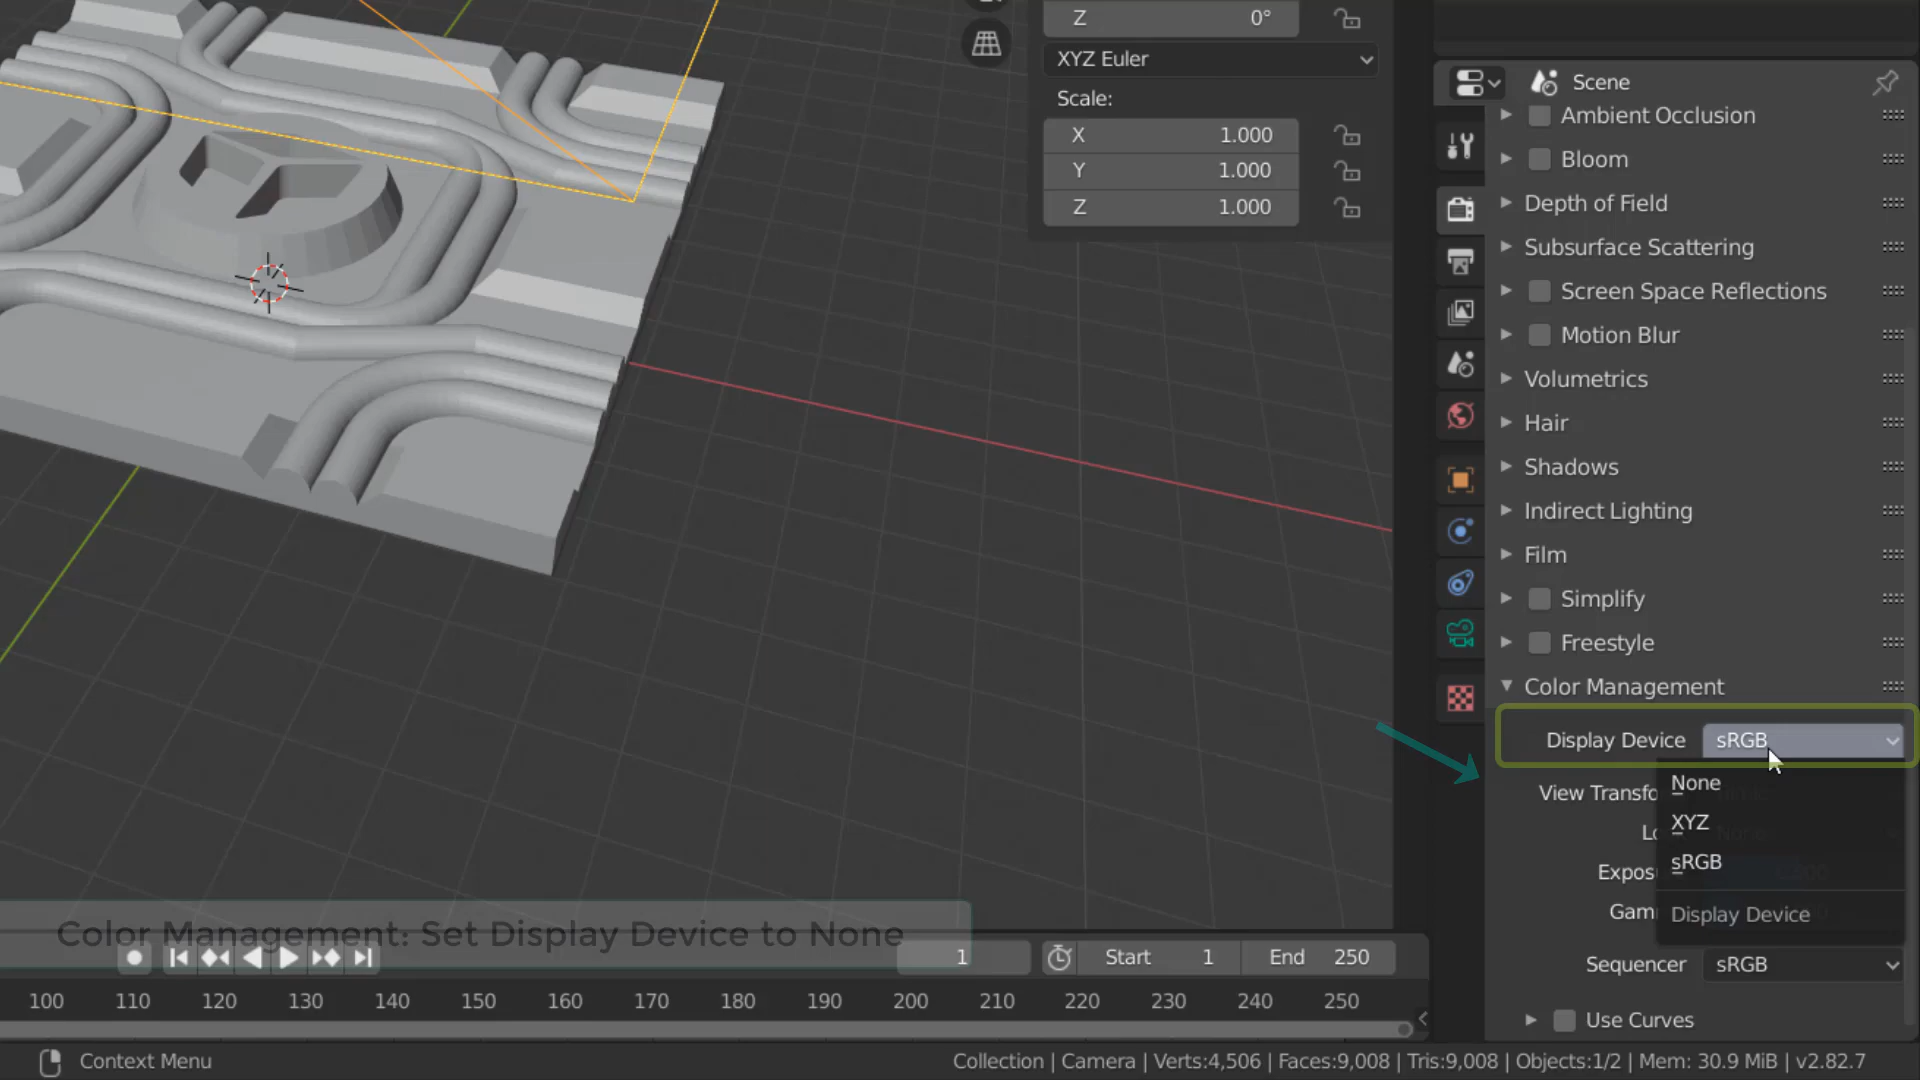 Z 0°
XYZ Euler
Scale:
X 1.000
Y 1.000
Z 1.000
Scene
Ambient Occlusion
Bloom
Depth of Field
Subsurface Scattering
Screen Space Reflections
Motion Blur
Volumetrics
Hair
Shadows
Indirect Lighting
Film
Simplify
Freestyle
Color Management
Display Device sRGB
None
View Transfo
XYZ
sRGB
Expos
Gam
Display Device
Sequencer sRGB
Use Curves
Color Management: Set Display Device to None
1
Start 1
End 250
100 110 120 130 140 150 160 170 180 190 200 210 220 230 240 250
Context Menu
Collection | Camera | Verts:4,506 | Faces:9,008 | Tris:9,008 | Objects:1/2 | Mem: 30.9 MiB | v2.82.7